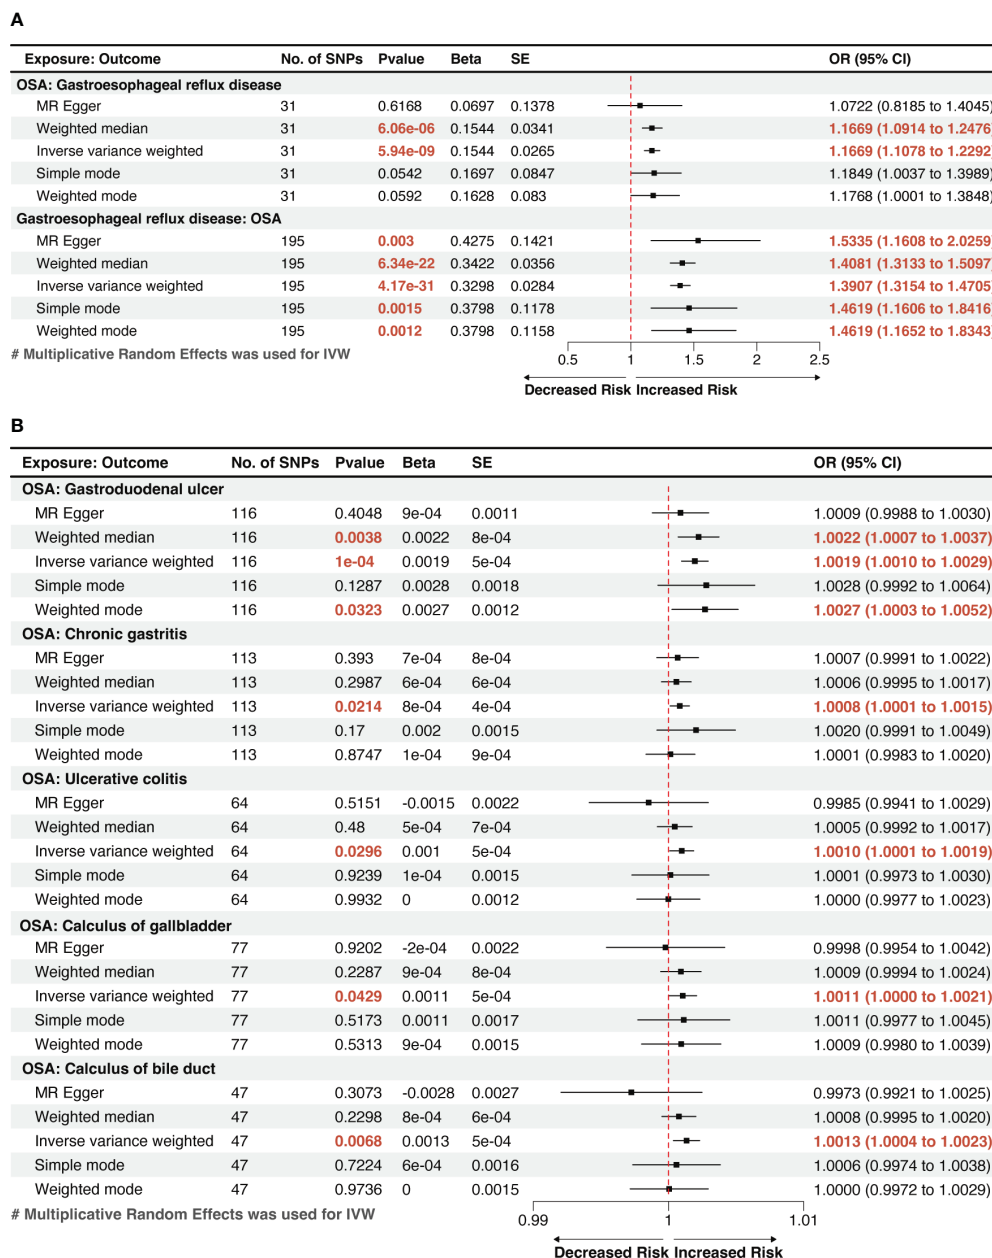 A
Exposure: Outcome No. of SNPs Pvalue Beta SE OR (95% CI)
OSA: Gastroesophageal reflux disease
MR Egger 31 0.6168 0.0697 0.1378 1.0722 (0.8185 to 1.4045)
Weighted median 31 6.06e-06 0.1544 0.0341 1.1669 (1.0914 to 1.2476)
Inverse variance weighted 31 5.94e-09 0.1544 0.0265 1.1669 (1.1078 to 1.2292)
Simple mode 31 0.0542 0.1697 0.0847 1.1849 (1.0037 to 1.3989)
Weighted mode 31 0.0592 0.1628 0.083 1.1768 (1.0001 to 1.3848)
Gastroesophageal reflux disease: OSA
MR Egger 195 0.003 0.4275 0.1421 1.5335 (1.1608 to 2.0259)
Weighted median 195 6.34e-22 0.3422 0.0356 1.4081 (1.3133 to 1.5097)
Inverse variance weighted 195 4.17e-31 0.3298 0.0284 1.3907 (1.3154 to 1.4705)
Simple mode 195 0.0015 0.3798 0.1178 1.4619 (1.1606 to 1.8416)
Weighted mode 195 0.0012 0.3798 0.1158 1.4619 (1.1652 to 1.8343)
# Multiplicative Random Effects was used for IVW
0.5 1 1.5 2 2.5
Decreased Risk Increased Risk
B
Exposure: Outcome No. of SNPs Pvalue Beta SE OR (95% CI)
OSA: Gastroduodenal ulcer
MR Egger 116 0.4048 9e-04 0.0011 1.0009 (0.9988 to 1.0030)
Weighted median 116 0.0038 0.0022 8e-04 1.0022 (1.0007 to 1.0037)
Inverse variance weighted 116 1e-04 0.0019 5e-04 1.0019 (1.0010 to 1.0029)
Simple mode 116 0.1287 0.0028 0.0018 1.0028 (0.9992 to 1.0064)
Weighted mode 116 0.0323 0.0027 0.0012 1.0027 (1.0003 to 1.0052)
OSA: Chronic gastritis
MR Egger 113 0.393 7e-04 8e-04 1.0007 (0.9991 to 1.0022)
Weighted median 113 0.2987 6e-04 6e-04 1.0006 (0.9995 to 1.0017)
Inverse variance weighted 113 0.0214 8e-04 4e-04 1.0008 (1.0001 to 1.0015)
Simple mode 113 0.17 0.002 0.0015 1.0020 (0.9991 to 1.0049)
Weighted mode 113 0.8747 1e-04 9e-04 1.0001 (0.9983 to 1.0020)
OSA: Ulcerative colitis
MR Egger 64 0.5151 -0.0015 0.0022 0.9985 (0.9941 to 1.0029)
Weighted median 64 0.48 5e-04 7e-04 1.0005 (0.9992 to 1.0017)
Inverse variance weighted 64 0.0296 0.001 5e-04 1.0010 (1.0001 to 1.0019)
Simple mode 64 0.9239 1e-04 0.0015 1.0001 (0.9973 to 1.0030)
Weighted mode 64 0.9932 0 0.0012 1.0000 (0.9977 to 1.0023)
OSA: Calculus of gallbladder
MR Egger 77 0.9202 -2e-04 0.0022 0.9998 (0.9954 to 1.0042)
Weighted median 77 0.2287 9e-04 8e-04 1.0009 (0.9994 to 1.0024)
Inverse variance weighted 77 0.0429 0.0011 5e-04 1.0011 (1.0000 to 1.0021)
Simple mode 77 0.5173 0.0011 0.0017 1.0011 (0.9977 to 1.0045)
Weighted mode 77 0.5313 9e-04 0.0015 1.0009 (0.9980 to 1.0039)
OSA: Calculus of bile duct
MR Egger 47 0.3073 -0.0028 0.0027 0.9973 (0.9921 to 1.0025)
Weighted median 47 0.2298 8e-04 6e-04 1.0008 (0.9995 to 1.0020)
Inverse variance weighted 47 0.0068 0.0013 5e-04 1.0013 (1.0004 to 1.0023)
Simple mode 47 0.7224 6e-04 0.0016 1.0006 (0.9974 to 1.0038)
Weighted mode 47 0.9736 0 0.0015 1.0000 (0.9972 to 1.0029)
# Multiplicative Random Effects was used for IVW
0.99 1 1.01
Decreased Risk Increased Risk